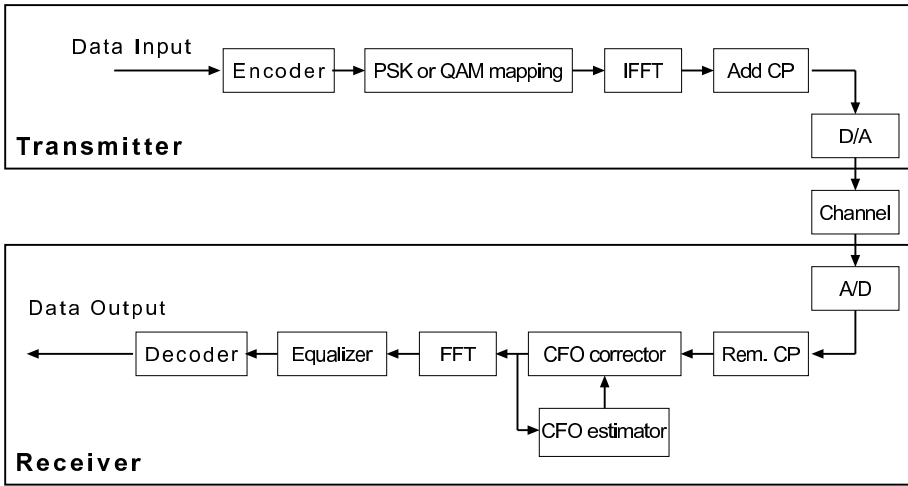 Data Input
Encoder
PSK or QAM mapping
IFFT
Add CP
D/A
Transmitter
Channel
A/D
Data Output
Decoder
Equalizer
FFT
CFO corrector
Rem. CP
CFO estimator
Receiver